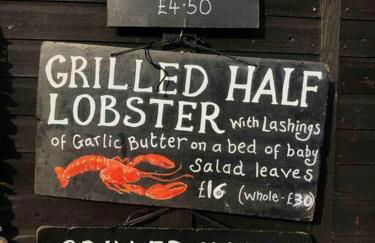 £4.50
GRILLED HALF
LOBSTER with Lashings
of Garlic Butter on a bed of baby
Salad leaves
£16 (whole - £30)